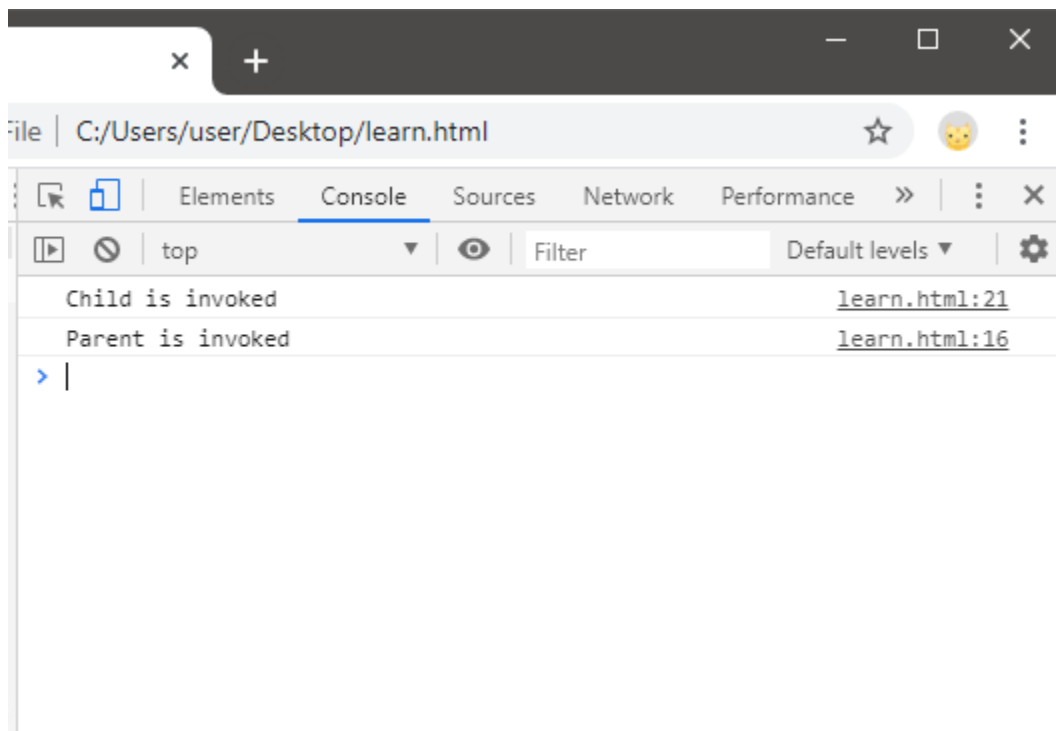 File C:/Users/user/Desktop/learn.html
Elements Console Sources Network Performance
top Filter Default levels
Child is invoked learn.html:21
Parent is invoked learn.html:16